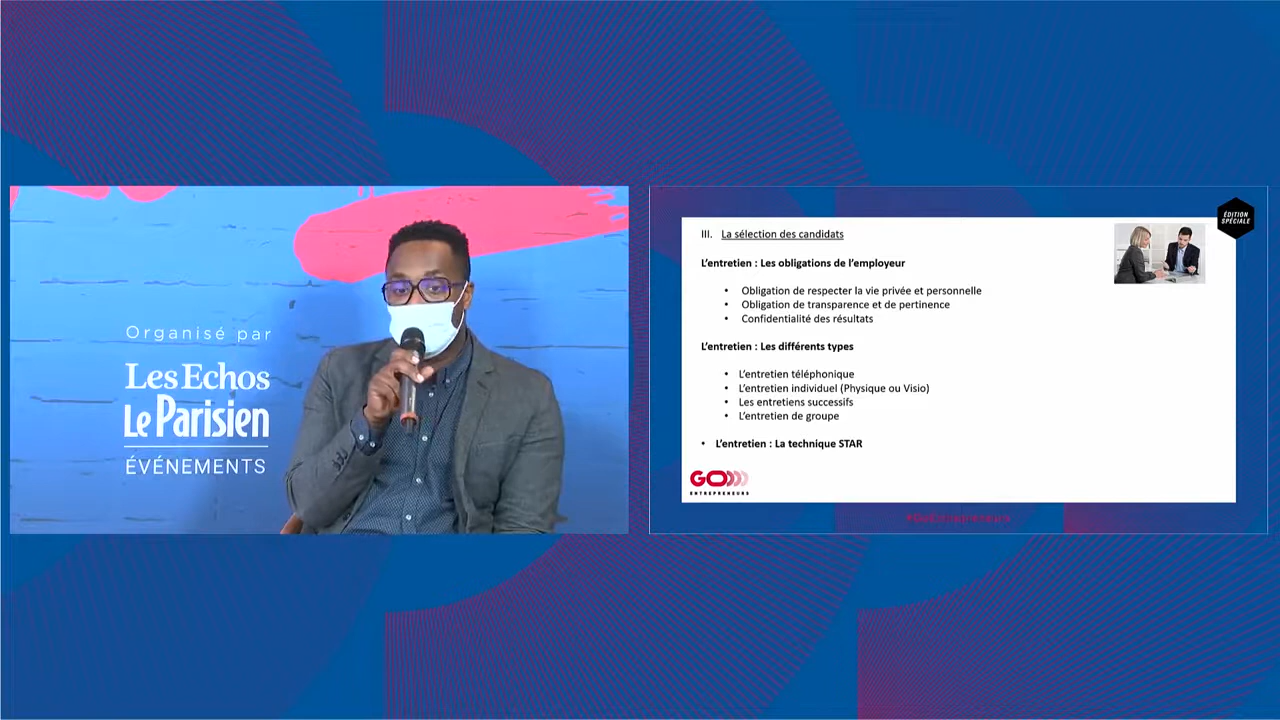 Organisé par
Les Echos
Le Parisien
ÉVÉNEMENTS
ÉDITION
SPÉCIALE
III. La sélection des candidats
L'entretien : Les obligations de l'employeur
• Obligation de respecter la vie privée et personnelle
• Obligation de transparence et de pertinence
• Confidentialité des résultats
L'entretien : Les différents types
• L'entretien téléphonique
• L'entretien individuel (Physique ou Visio)
• Les entretiens successifs
• L'entretien de groupe
• L'entretien : La technique STAR
GO
ENTREPRENEURS